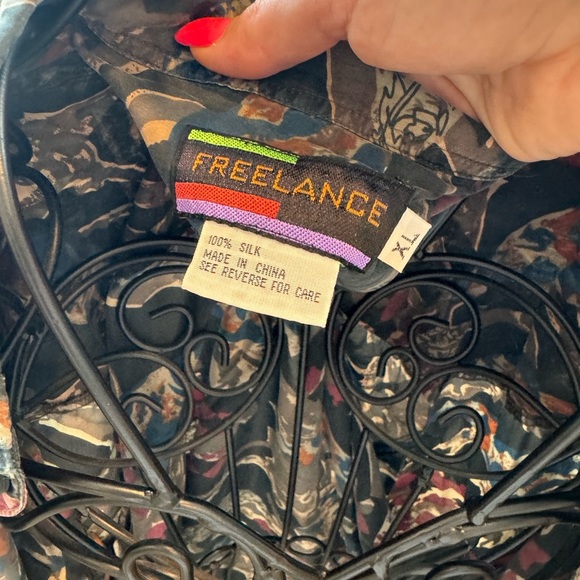 FREELANCE
XL
100% SILK
MADE IN CHINA
SEE REVERSE FOR CARE